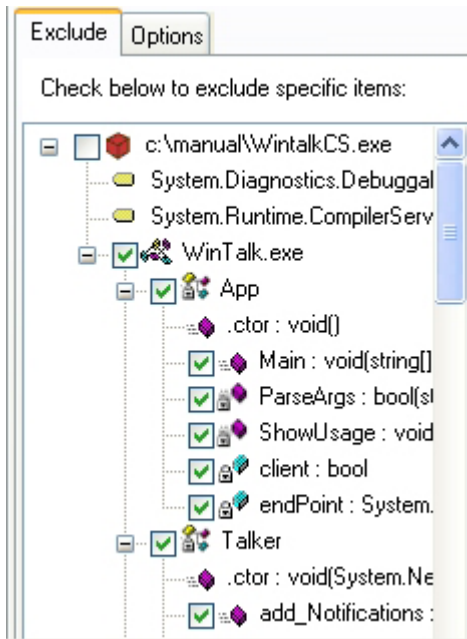 Exclude Options
Check below to exclude specific items:
c:\manual\WintalkCS.exe
System.Diagnostics.Debuggal
System.Runtime.CompilerServ
WinTalk.exe
App
.ctor : void()
Main : void(string[]
ParseArgs : bool(st
ShowUsage : void
client : bool
endPoint : System.
Talker
.ctor : void(System.Ne
add_Notifications :